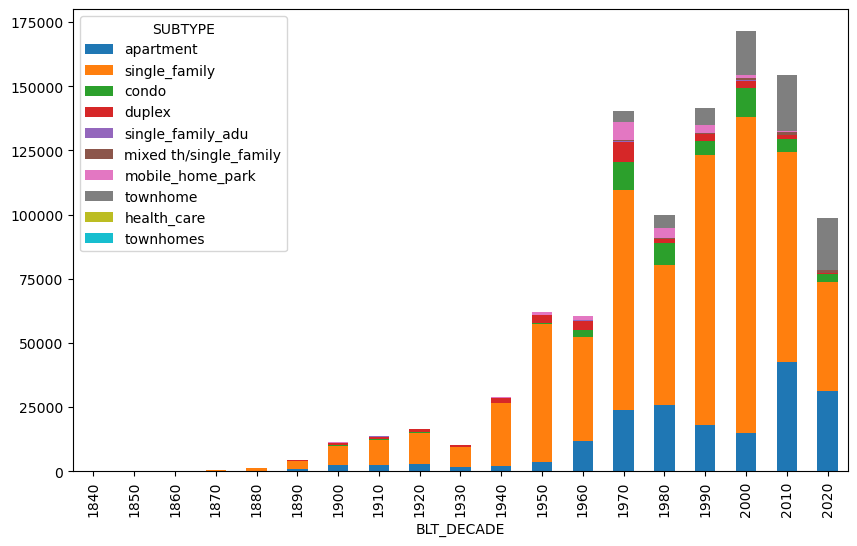 175000
150000
125000
100000
75000
50000
25000
0
SUBTYPE
apartment
single_family
condo
duplex
single_family_adu
mixed th/single_family
mobile_home_park
townhome
health_care
townhomes
1840 1850 1860 1870 1880 1890 1900 1910 1920 1930 1940 1950 1960 1970 1980 1990 2000 2010 2020
BLT_DECADE